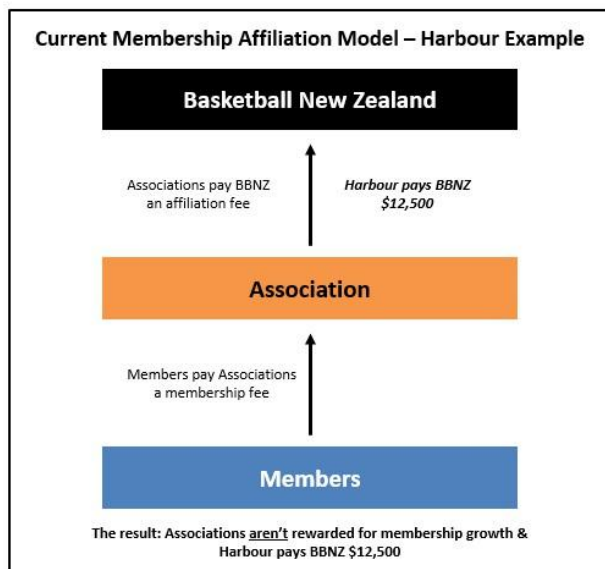 Current Membership Affiliation Model – Harbour Example
Basketball New Zealand
Associations pay BBNZ
an affiliation fee
Harbour pays BBNZ
$12,500
Association
Members pay Associations
a membership fee
Members
The result: Associations aren't rewarded for membership growth &
Harbour pays BBNZ $12,500